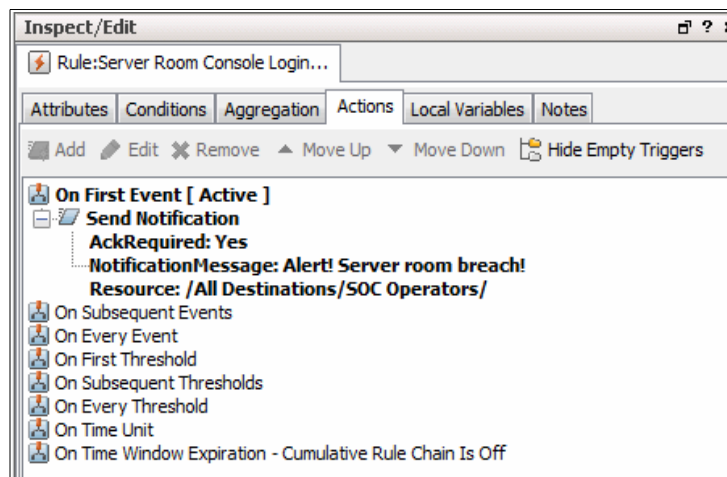 Inspect/Edit
Rule:Server Room Console Login...
Attributes Conditions Aggregation Actions Local Variables Notes
Add Edit Remove Move Up Move Down Hide Empty Triggers
On First Event [ Active ]
Send Notification
AckRequired: Yes
NotificationMessage: Alert! Server room breach!
Resource: /All Destinations/SOC Operators/
On Subsequent Events
On Every Event
On First Threshold
On Subsequent Thresholds
On Every Threshold
On Time Unit
On Time Window Expiration - Cumulative Rule Chain Is Off